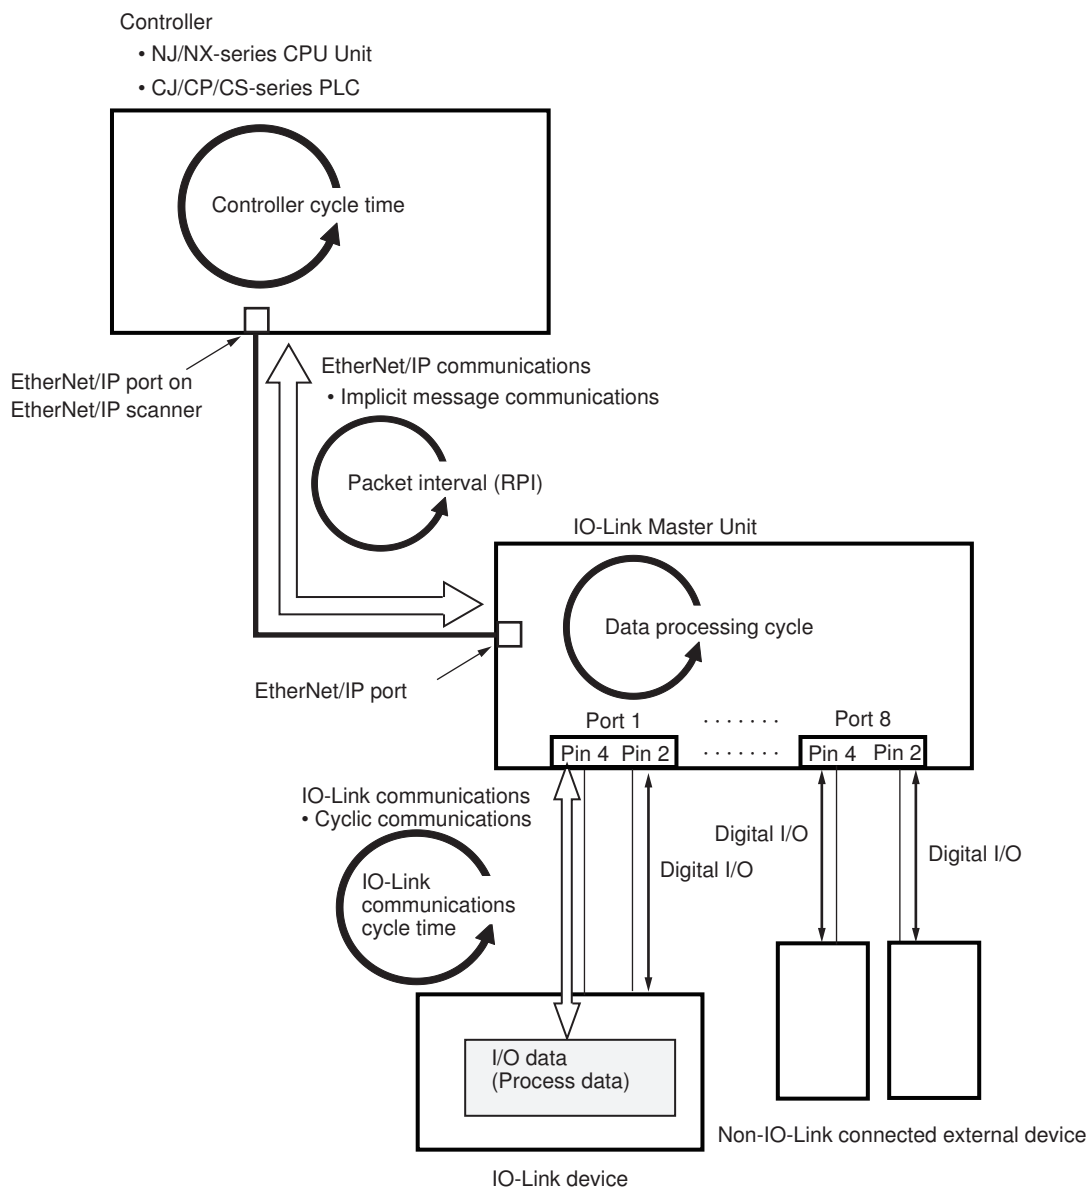 Controller
• NJ/NX-series CPU Unit
• CJ/CP/CS-series PLC
Controller cycle time
EtherNet/IP port on
EtherNet/IP scanner
EtherNet/IP communications
• Implicit message communications
Packet interval (RPI)
IO-Link Master Unit
Data processing cycle
EtherNet/IP port
Port 1 ....... Port 8
Pin 4 Pin 2 ....... Pin 4 Pin 2
IO-Link communications
• Cyclic communications
IO-Link
communications
cycle time
Digital I/O
Digital I/O
Digital I/O
I/O data
(Process data)
Non-IO-Link connected external device
IO-Link device